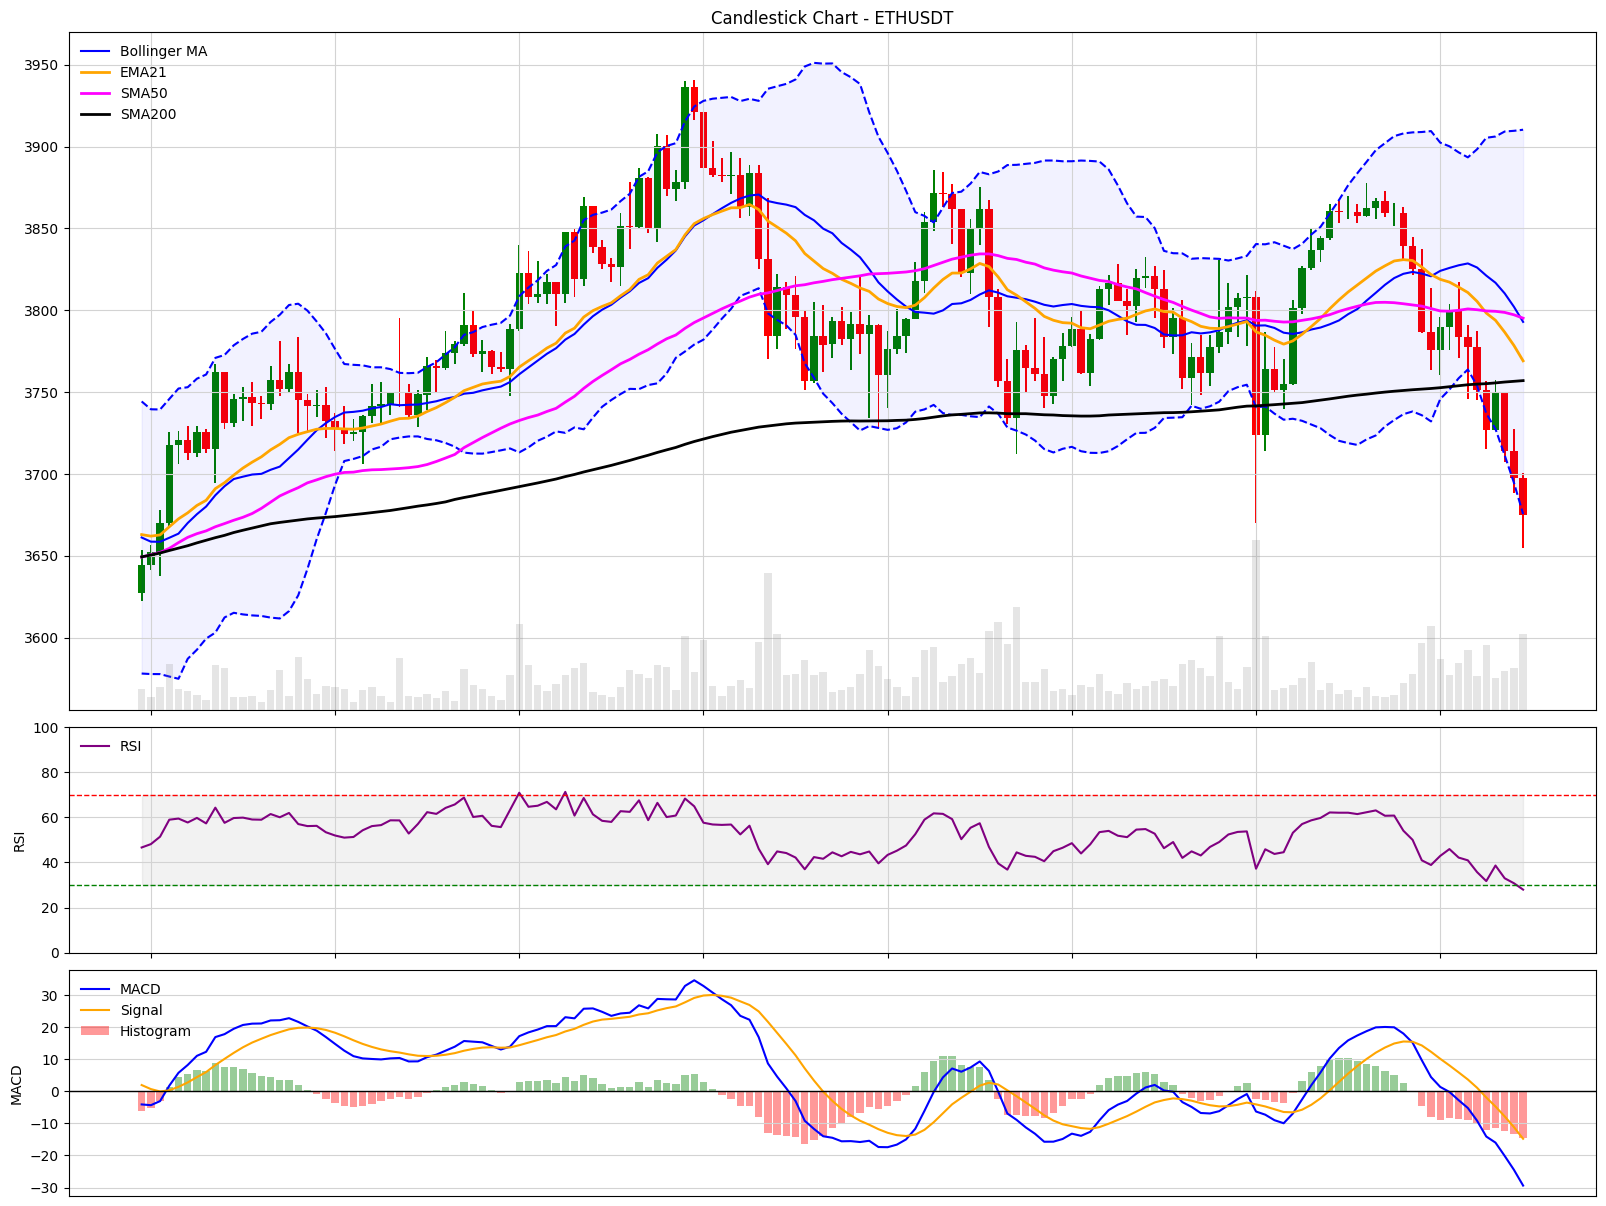 Candlestick Chart - ETHUSDT
Bollinger MA
EMA21
SMA50
SMA200
3950
3900
3850
3800
3750
3700
3650
3600
RSI
100
80
60
40
20
0
RSI
MACD
Signal
Histogram
30
20
10
0
−10
−20
−30
MACD